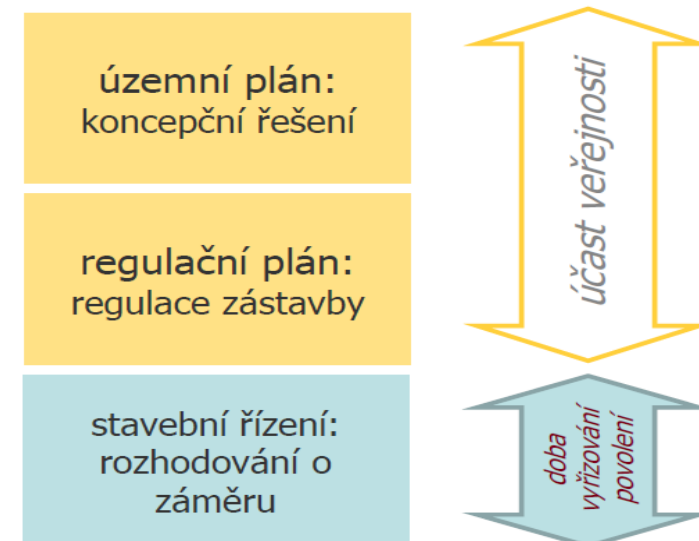 územní plán:
koncepční řešení
účast veřejnosti
regulační plán:
regulace zástavby
stavební řízení:
rozhodování o
záměru
doba
vyřizování
povolení